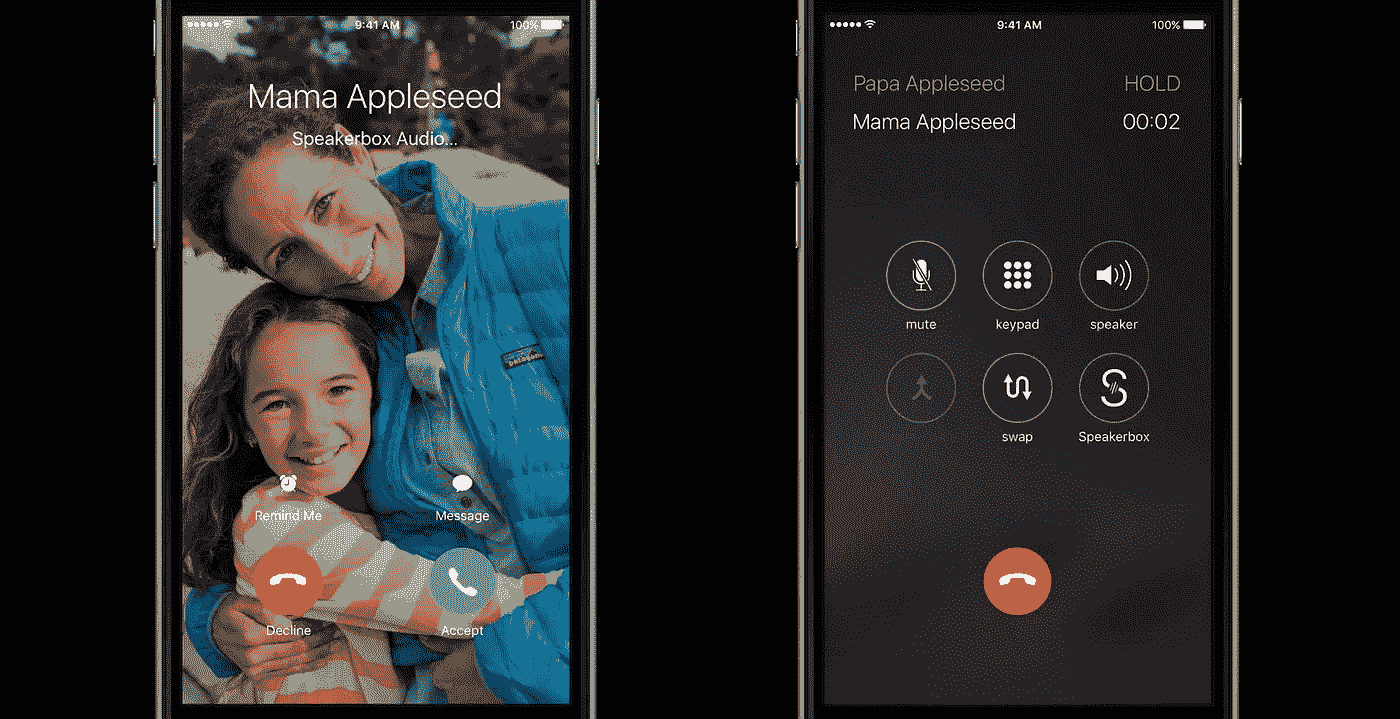 9:41 AM
100%
Mama Appleseed
Speakerbox Audio...
patagonia
Remind Me
Message
Decline
Accept
9:41 AM
100%
Papa Appleseed HOLD
Mama Appleseed 00:02
mute
keypad
speaker
swap
Speakerbox